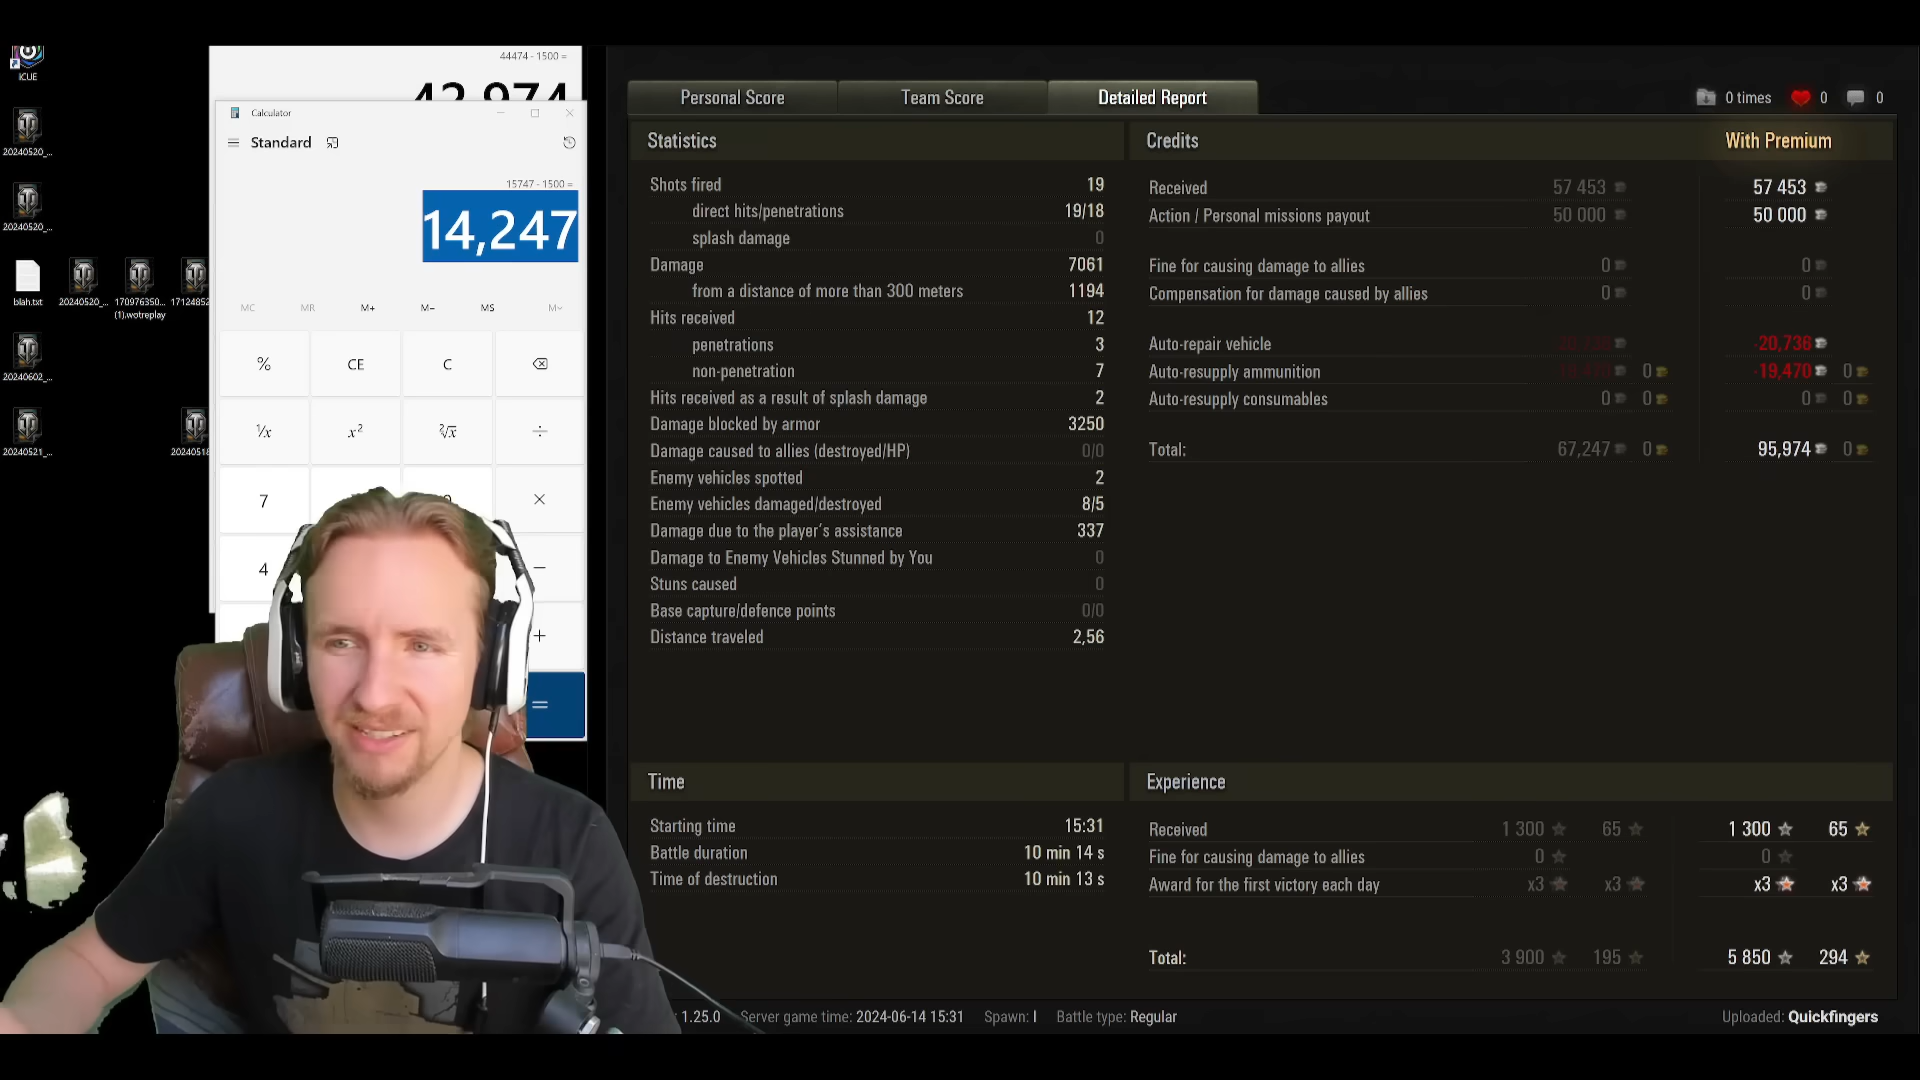 ICUE
20240520_...
20240520_...
blah.txt
20240520_...
170976350...
(1).wotreplay
17124852
20240602_...
20240521_...
20240518
44474 - 1500 =
42,974
Calculator
Standard
15747 - 1500 =
14,247
MC MR M+ M− MS M
% CE C
¹/x x² ²√x ÷
7 ×
4 −
+
=
Personal Score
Team Score
Detailed Report
0 times 0 0
Statistics
Shots fired 19
direct hits/penetrations 19/18
splash damage 0
Damage 7061
from a distance of more than 300 meters 1194
Hits received 12
penetrations 3
non-penetration 7
Hits received as a result of splash damage 2
Damage blocked by armor 3250
Damage caused to allies (destroyed/HP) 0/0
Enemy vehicles spotted 2
Enemy vehicles damaged/destroyed 8/5
Damage due to the player's assistance 337
Damage to Enemy Vehicles Stunned by You 0
Stuns caused 0
Base capture/defence points 0/0
Distance traveled 2,56
Credits With Premium
Received 57 453 57 453
Action / Personal missions payout 50 000 50 000
Fine for causing damage to allies 0 0
Compensation for damage caused by allies 0 0
Auto-repair vehicle -20,736 -20,736
Auto-resupply ammunition -19,470 0 -19,470 0
Auto-resupply consumables 0 0 0 0
Total: 67,247 0 95,974 0
Time
Starting time 15:31
Battle duration 10 min 14 s
Time of destruction 10 min 13 s
Experience
Received 1 300 65 1 300 65
Fine for causing damage to allies 0 0
Award for the first victory each day x3 x3 x3 x3
Total: 3 900 195 5 850 294
1.25.0 Server game time: 2024-06-14 15:31 Spawn: I Battle type: Regular
Uploaded: Quickfingers